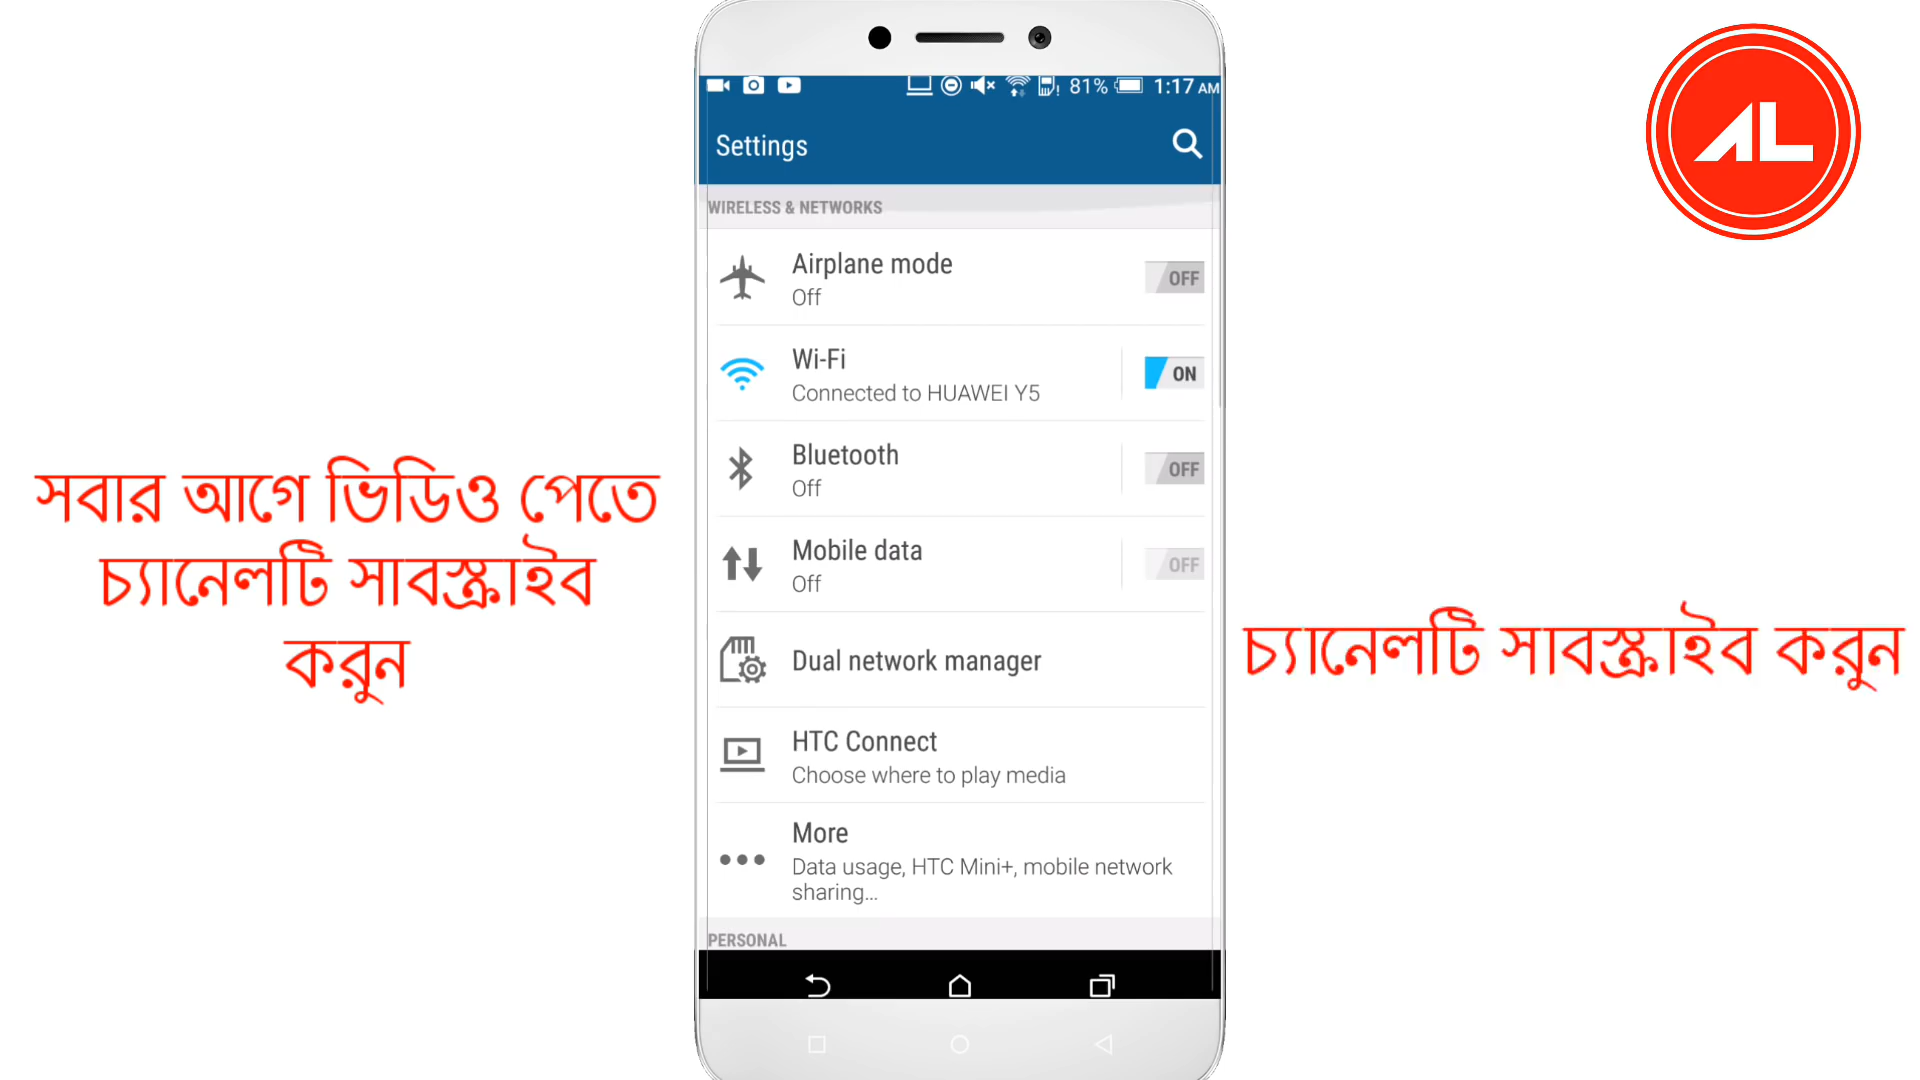 81% 1:17 AM
Settings
WIRELESS & NETWORKS
Airplane mode
Off
OFF
Wi-Fi
Connected to HUAWEI Y5
ON
Bluetooth
Off
OFF
Mobile data
Off
OFF
Dual network manager
HTC Connect
Choose where to play media
More
Data usage, HTC Mini+, mobile network
sharing...
PERSONAL
সবার আগে ভিডিও পেতে
চ্যানেলটি সাবস্ক্রাইব
করুন
চ্যানেলটি সাবস্ক্রাইব করুন
AL